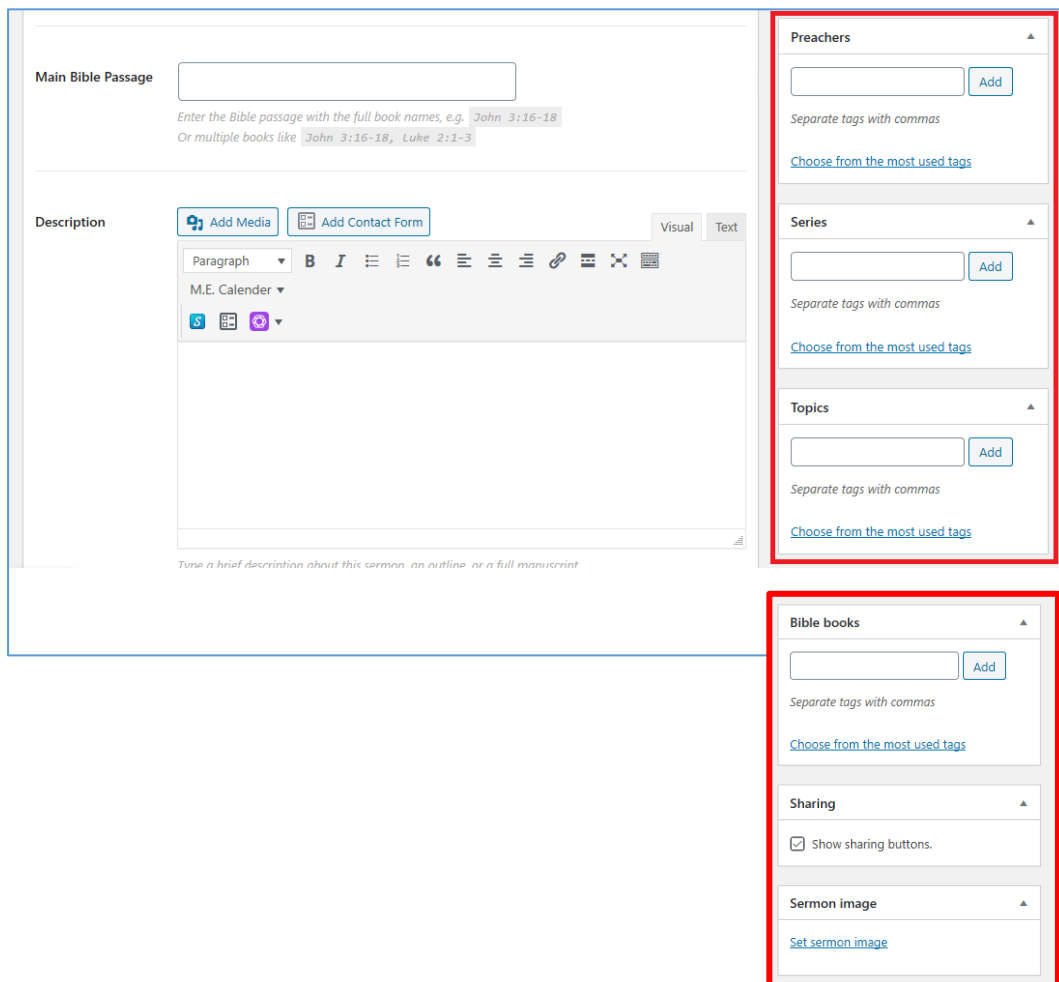 Main Bible Passage
Enter the Bible passage with the full book names, e.g. John 3:16-18
Or multiple books like John 3:16-18, Luke 2:1-3
Description
Add Media
Add Contact Form
Visual
Text
Paragraph
M.E. Calender
Type a brief description about this sermon, an outline, or a full manuscript
Preachers
Add
Separate tags with commas
Choose from the most used tags
Series
Add
Separate tags with commas
Choose from the most used tags
Topics
Add
Separate tags with commas
Choose from the most used tags
Bible books
Add
Separate tags with commas
Choose from the most used tags
Sharing
Show sharing buttons.
Sermon image
Set sermon image